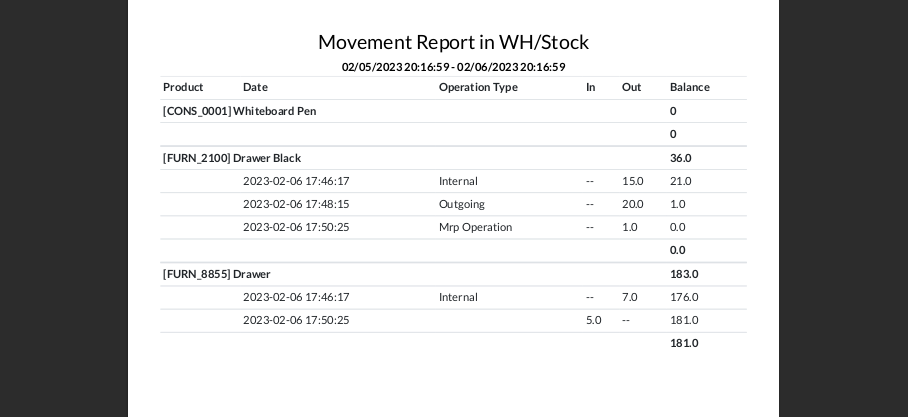 Movement Report in WH/Stock
02/05/2023 20:16:59 - 02/06/2023 20:16:59
Product Date Operation Type In Out Balance
[CONS_0001] Whiteboard Pen 0
0
[FURN_2100] Drawer Black 36.0
2023-02-06 17:46:17 Internal -- 15.0 21.0
2023-02-06 17:48:15 Outgoing -- 20.0 1.0
2023-02-06 17:50:25 Mrp Operation -- 1.0 0.0
0.0
[FURN_8855] Drawer 183.0
2023-02-06 17:46:17 Internal -- 7.0 176.0
2023-02-06 17:50:25 5.0 -- 181.0
181.0